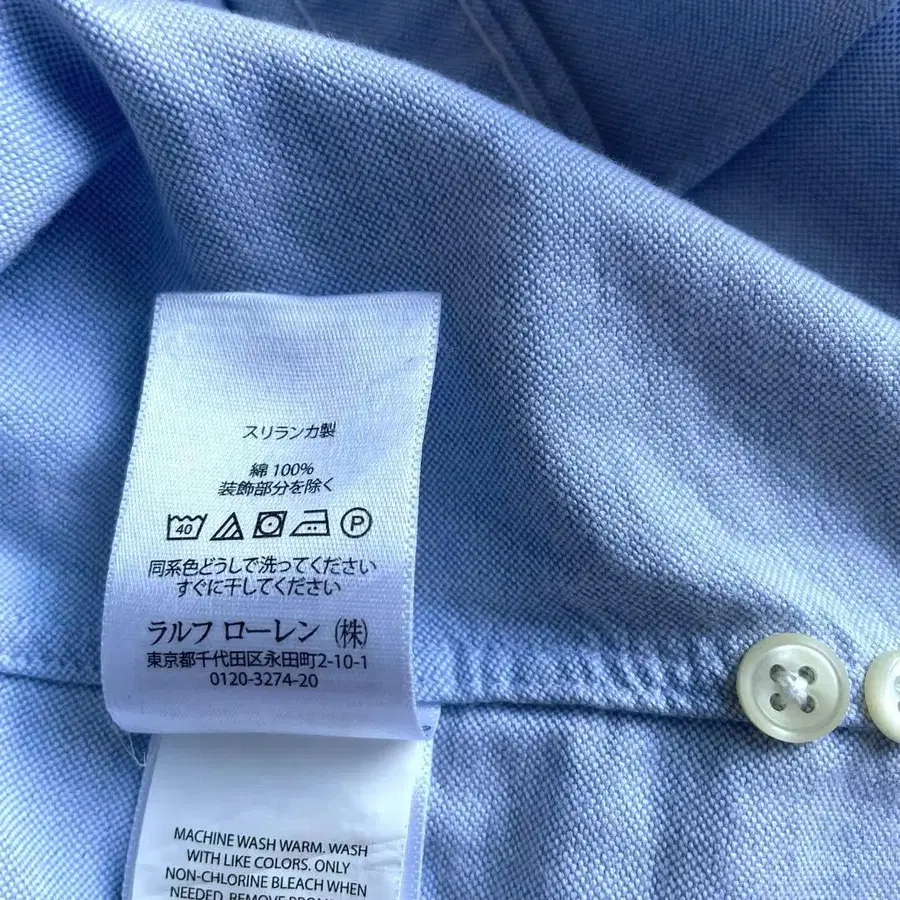 スリランカ製
綿 100%
装飾部分を除く
40 P
同系色どうしで洗ってください
すぐに干してください
ラルフ ローレン (株)
東京都千代田区永田町2-10-1
0120-3274-20
MACHINE WASH WARM. WASH
WITH LIKE COLORS. ONLY
NON-CHLORINE BLEACH WHEN
NEEDED. REMOVE